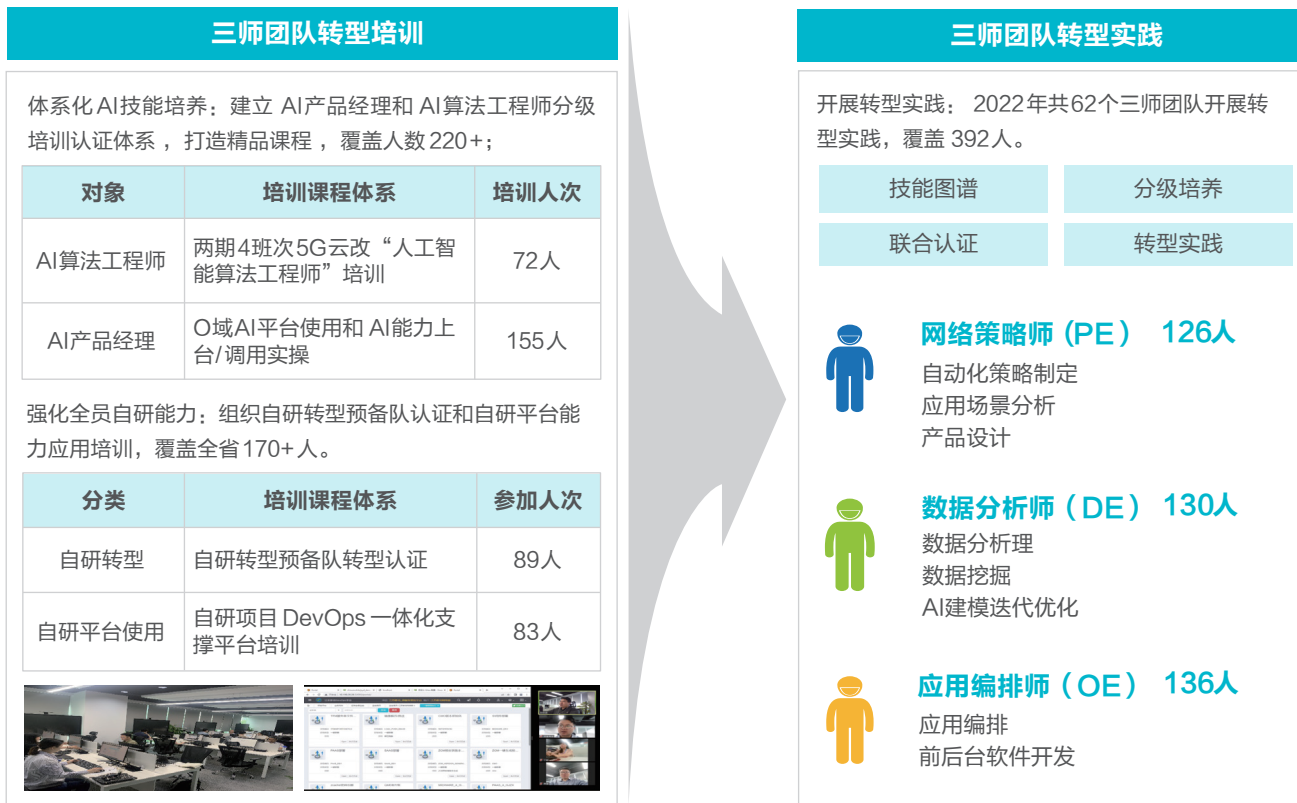 三师团队转型培训
体系化AI技能培养：建立 AI产品经理和 AI算法工程师分级
培训认证体系 ，打造精品课程 ，覆盖人数220+；
对象 培训课程体系 培训人次
AI算法工程师 两期4班次5G云改“人工智
能算法工程师”培训 72人
AI产品经理 O域AI平台使用和 AI能力上
台/调用实操 155人
强化全员自研能力：组织自研转型预备队认证和自研平台能
力应用培训，覆盖全省170+人。
分类 培训课程体系 参加人次
自研转型 自研转型预备队转型认证 89人
自研平台使用 自研项目 DevOps 一体化支
撑平台培训 83人
三师团队转型实践
开展转型实践： 2022年共62个三师团队开展转
型实践，覆盖 392人。
技能图谱 分级培养
联合认证 转型实践
网络策略师（PE） 126人
自动化策略制定
应用场景分析
产品设计
数据分析师（DE） 130人
数据分析理
数据挖掘
AI建模迭代优化
应用编排师（OE） 136人
应用编排
前后台软件开发